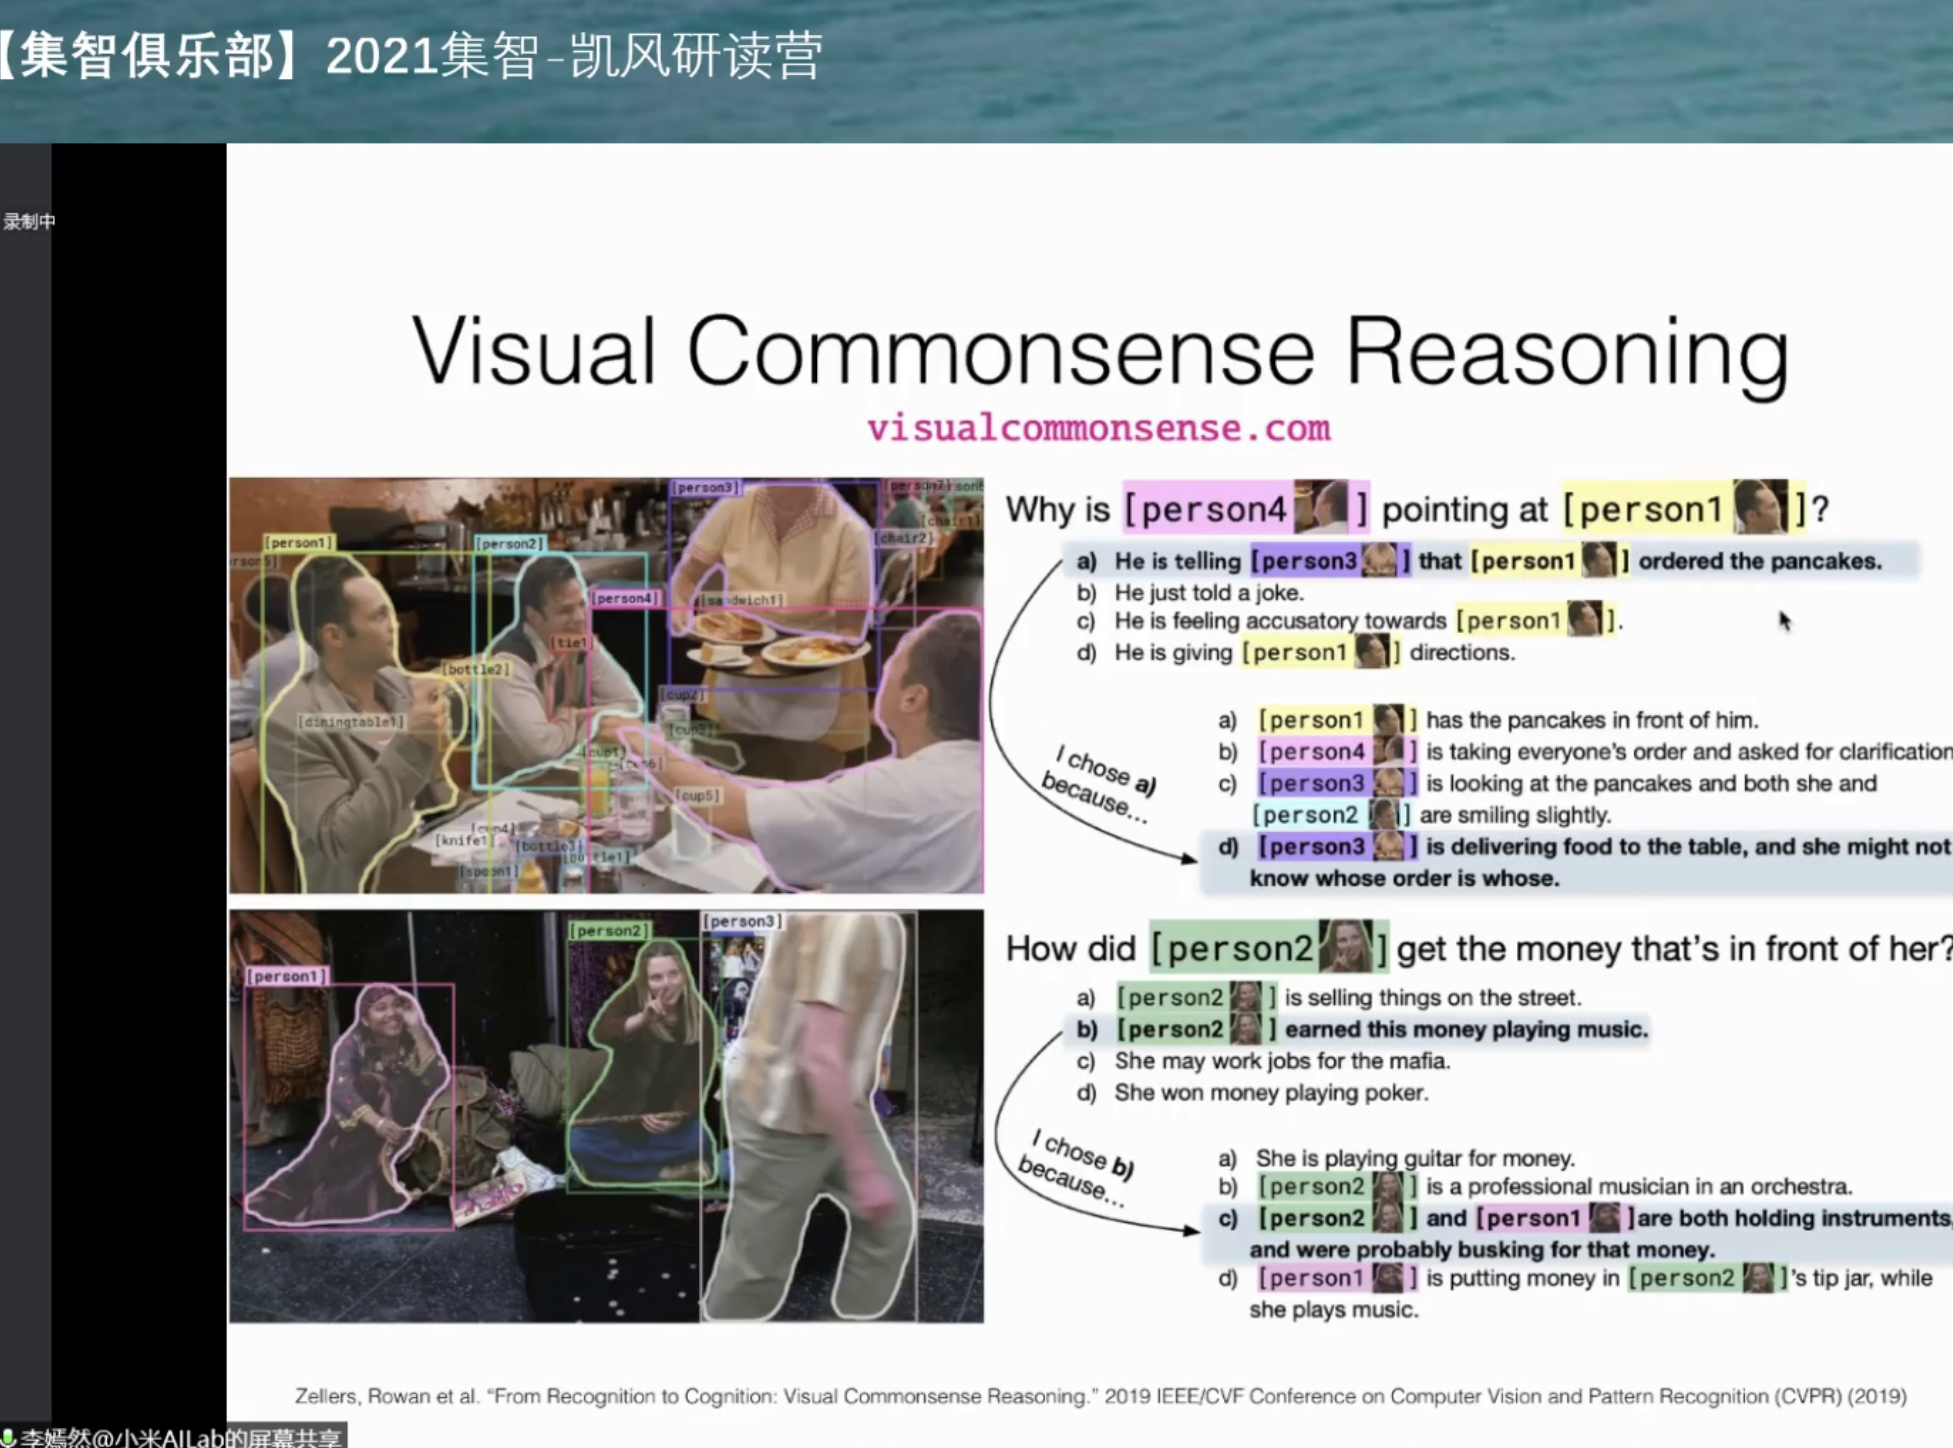 【集智俱乐部】2021集智-凯风研读营
录制中
Visual Commonsense Reasoning
visualcommonsense.com
[person3]
[chair1]
[chair2]
[person1]
[person2]
[person4]
[sandwich1]
[tie1]
[bottle2]
[cup2]
[diningtable1]
[cup3]
[cup1]
[cup6]
[cup5]
[cup4]
[knife1]
[bottle3]
[bottle1]
[spoon1]
Why is [person4] pointing at [person1]?
a) He is telling [person3] that [person1] ordered the pancakes.
b) He just told a joke.
c) He is feeling accusatory towards [person1].
d) He is giving [person1] directions.
I chose a)
because...
a) [person1] has the pancakes in front of him.
b) [person4] is taking everyone's order and asked for clarification
c) [person3] is looking at the pancakes and both she and
[person2] are smiling slightly.
d) [person3] is delivering food to the table, and she might not
know whose order is whose.
[person1]
[person2]
[person3]
How did [person2] get the money that's in front of her?
a) [person2] is selling things on the street.
b) [person2] earned this money playing music.
c) She may work jobs for the mafia.
d) She won money playing poker.
I chose b)
because...
a) She is playing guitar for money.
b) [person2] is a professional musician in an orchestra.
c) [person2] and [person1] are both holding instruments,
and were probably busking for that money.
d) [person1] is putting money in [person2]'s tip jar, while
she plays music.
Zellers, Rowan et al. "From Recognition to Cognition: Visual Commonsense Reasoning." 2019 IEEE/CVF Conference on Computer Vision and Pattern Recognition (CVPR) (2019)
李嫣然@小米AILab的屏幕共享